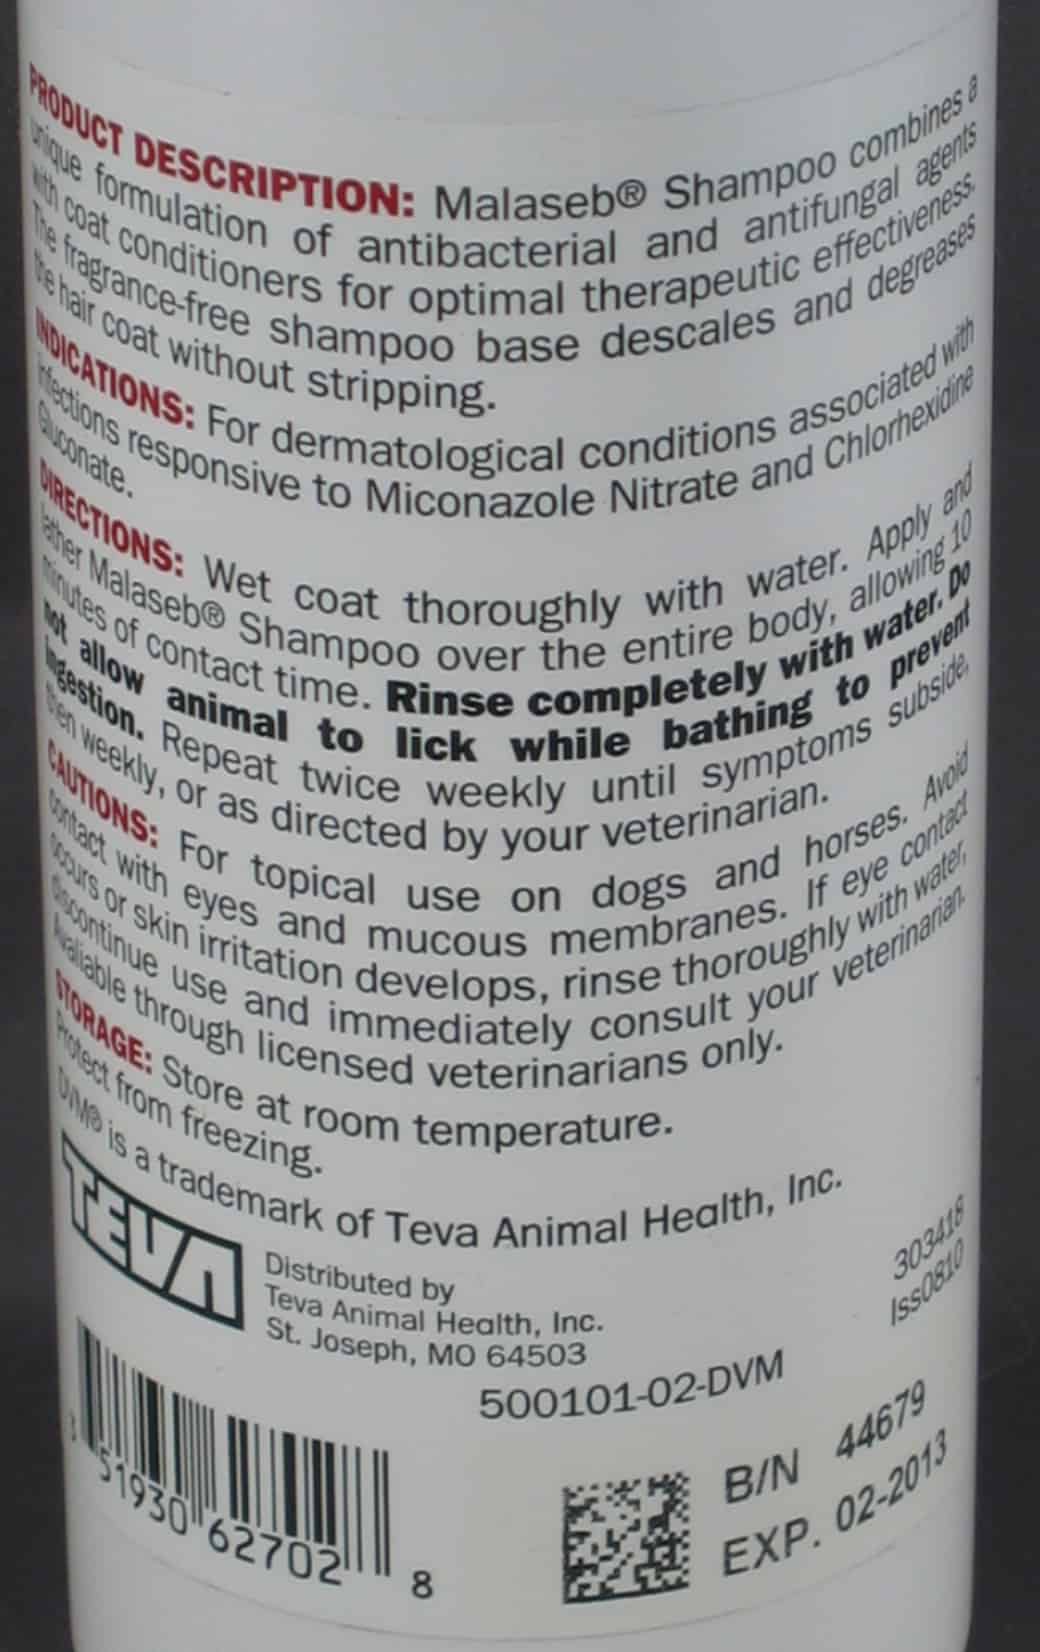 PRODUCT DESCRIPTION: Malaseb® Shampoo combines a
unique formulation of antibacterial and antifungal agents
with coat conditioners for optimal therapeutic effectiveness.
The fragrance-free shampoo base descales and degreases
the hair coat without stripping.
INDICATIONS: For dermatological conditions associated with
infections responsive to Miconazole Nitrate and Chlorhexidine
Gluconate.
DIRECTIONS: Wet coat thoroughly with water. Apply and
lather Malaseb® Shampoo over the entire body, allowing 10
minutes of contact time. Rinse completely with water. Do
not allow animal to lick while bathing to prevent
ingestion. Repeat twice weekly until symptoms subside,
then weekly, or as directed by your veterinarian.
CAUTIONS: For topical use on dogs and horses. Avoid
contact with eyes and mucous membranes. If eye contact
occurs or skin irritation develops, rinse thoroughly with water,
discontinue use and immediately consult your veterinarian.
Available through licensed veterinarians only.
STORAGE: Store at room temperature.
Protect from freezing.
DVM® is a trademark of Teva Animal Health, Inc.
TEVA
Distributed by
Teva Animal Health, Inc.
St. Joseph, MO 64503
303418
Iss0810
500101-02-DVM
3 51930 62702 8
B/N 44679
EXP. 02-2013